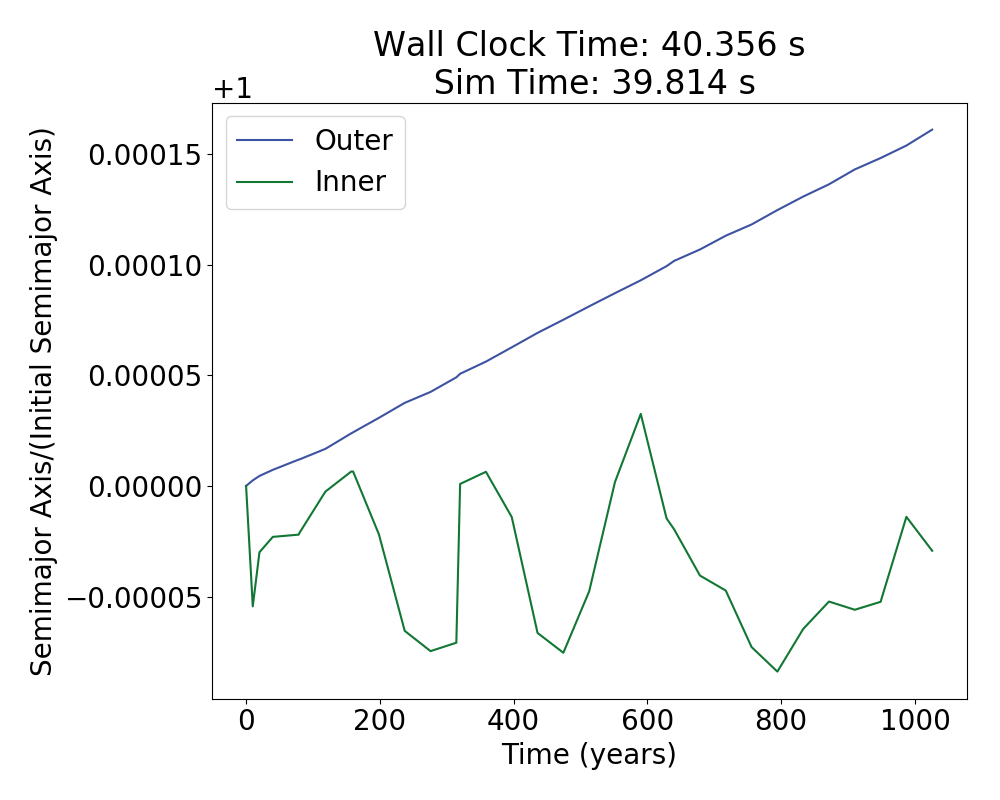 Wall Clock Time: 40.356 s
Sim Time: 39.814 s
+1
Outer
Inner
0.00015
0.00010
0.00005
0.00000
−0.00005
Semimajor Axis/(Initial Semimajor Axis)
0 200 400 600 800 1000
Time (years)